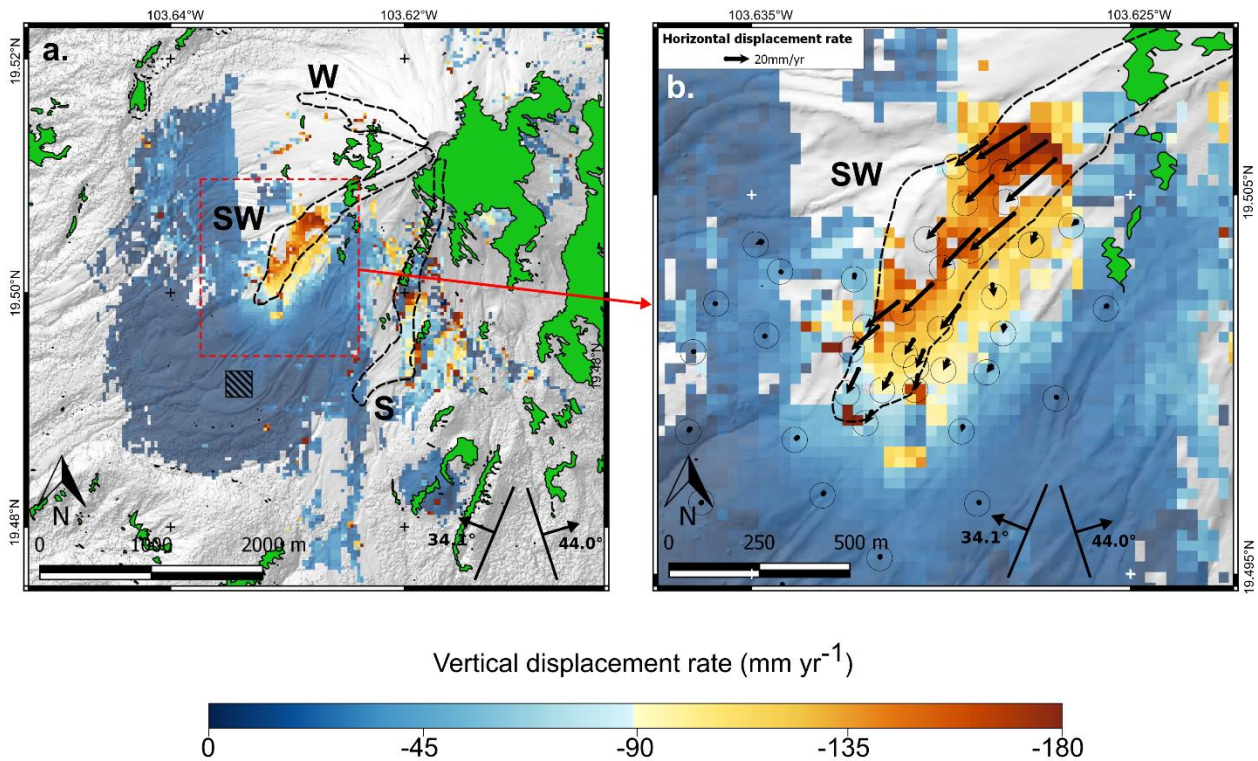 103.64°W 103.62°W
19.52°N
19.50°N
19.48°N
a.
W
SW
S
N
34.1° 44.0°
0 1000 2000 m
19.48°N
103.635°W 103.625°W
Horizontal displacement rate
20mm/yr
b.
SW
19.505°N
19.495°N
N
34.1° 44.0°
0 250 500 m
Vertical displacement rate (mm yr⁻¹)
0 -45 -90 -135 -180